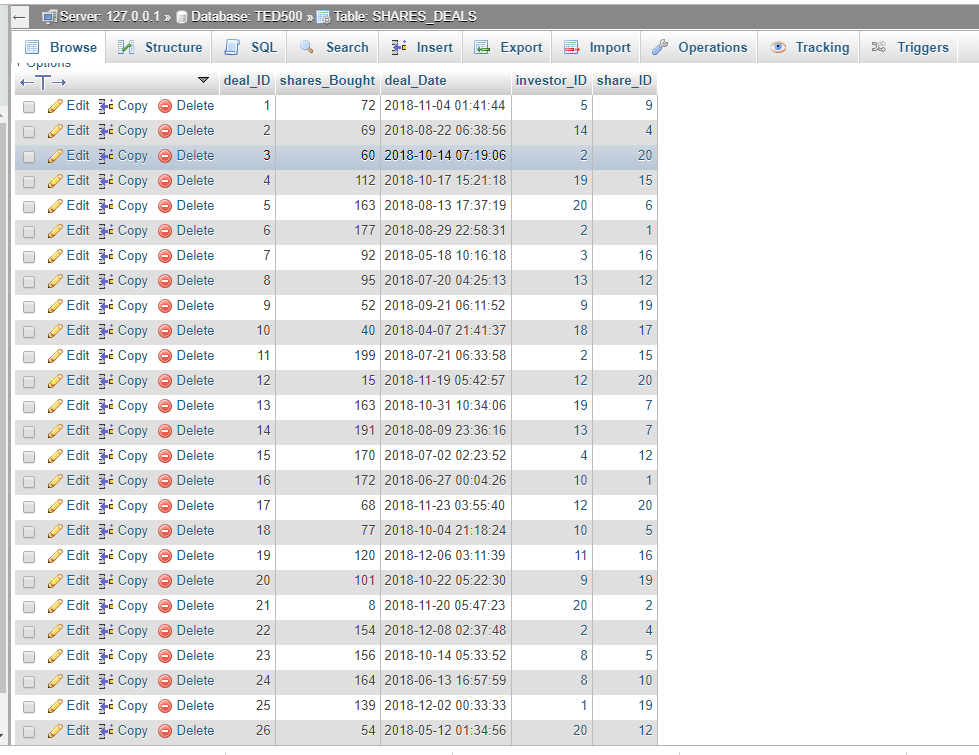 Server: 127.0.0.1 » Database: TED500 » Table: SHARES_DEALS
Browse Structure SQL Search Insert Export Import Operations Tracking Triggers
+ Options
←T→ deal_ID shares_Bought deal_Date investor_ID share_ID
Edit Copy Delete 1 72 2018-11-04 01:41:44 5 9
Edit Copy Delete 2 69 2018-08-22 06:38:56 14 4
Edit Copy Delete 3 60 2018-10-14 07:19:06 2 20
Edit Copy Delete 4 112 2018-10-17 15:21:18 19 15
Edit Copy Delete 5 163 2018-08-13 17:37:19 20 6
Edit Copy Delete 6 177 2018-08-29 22:58:31 2 1
Edit Copy Delete 7 92 2018-05-18 10:16:18 3 16
Edit Copy Delete 8 95 2018-07-20 04:25:13 13 12
Edit Copy Delete 9 52 2018-09-21 06:11:52 9 19
Edit Copy Delete 10 40 2018-04-07 21:41:37 18 17
Edit Copy Delete 11 199 2018-07-21 06:33:58 2 15
Edit Copy Delete 12 15 2018-11-19 05:42:57 12 20
Edit Copy Delete 13 163 2018-10-31 10:34:06 19 7
Edit Copy Delete 14 191 2018-08-09 23:36:16 13 7
Edit Copy Delete 15 170 2018-07-02 02:23:52 4 12
Edit Copy Delete 16 172 2018-06-27 00:04:26 10 1
Edit Copy Delete 17 68 2018-11-23 03:55:40 12 20
Edit Copy Delete 18 77 2018-10-04 21:18:24 10 5
Edit Copy Delete 19 120 2018-12-06 03:11:39 11 16
Edit Copy Delete 20 101 2018-10-22 05:22:30 9 19
Edit Copy Delete 21 8 2018-11-20 05:47:23 20 2
Edit Copy Delete 22 154 2018-12-08 02:37:48 2 4
Edit Copy Delete 23 156 2018-10-14 05:33:52 8 5
Edit Copy Delete 24 164 2018-06-13 16:57:59 8 10
Edit Copy Delete 25 139 2018-12-02 00:33:33 1 19
Edit Copy Delete 26 54 2018-05-12 01:34:56 20 12